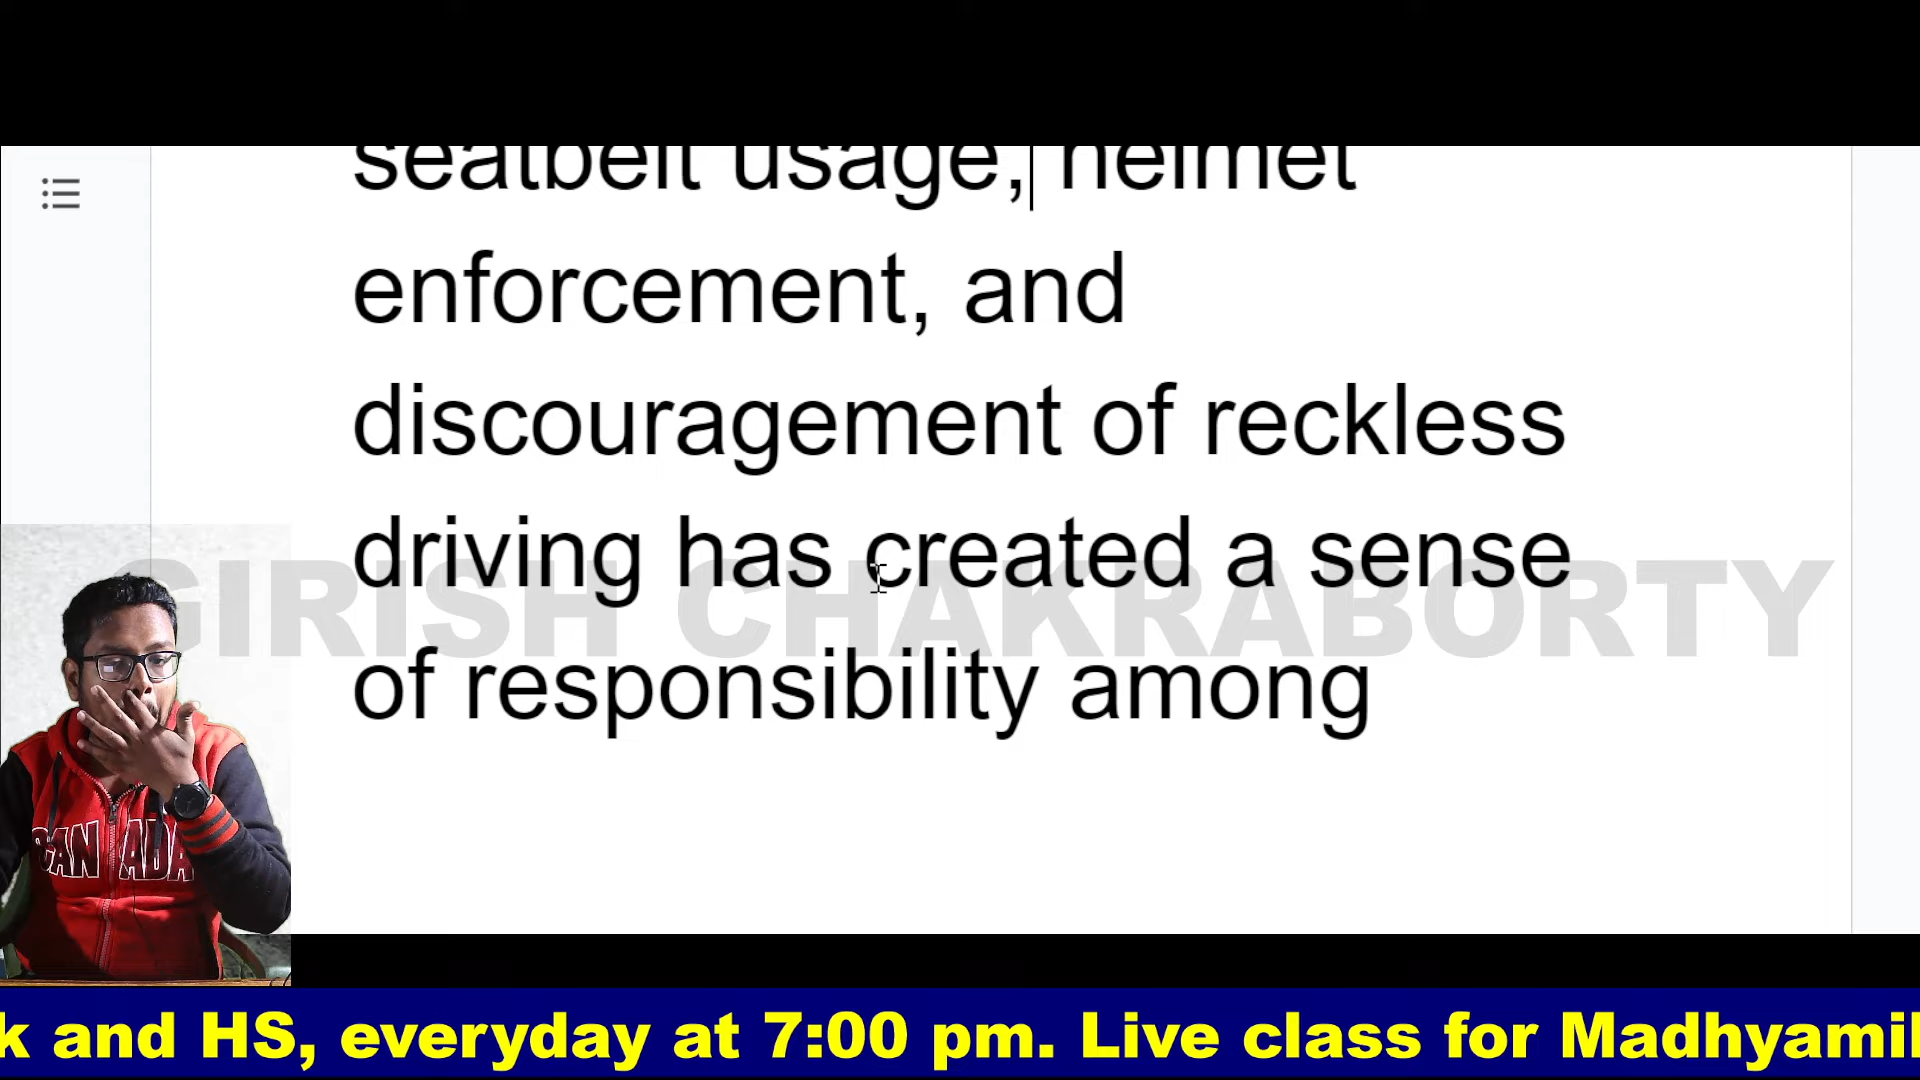 seatbelt usage, helmet
enforcement, and
discouragement of reckless
driving has created a sense
of responsibility among
GIRISH CHAKRABORTY
CANADA
k and HS, everyday at 7:00 pm. Live class for Madhyamik